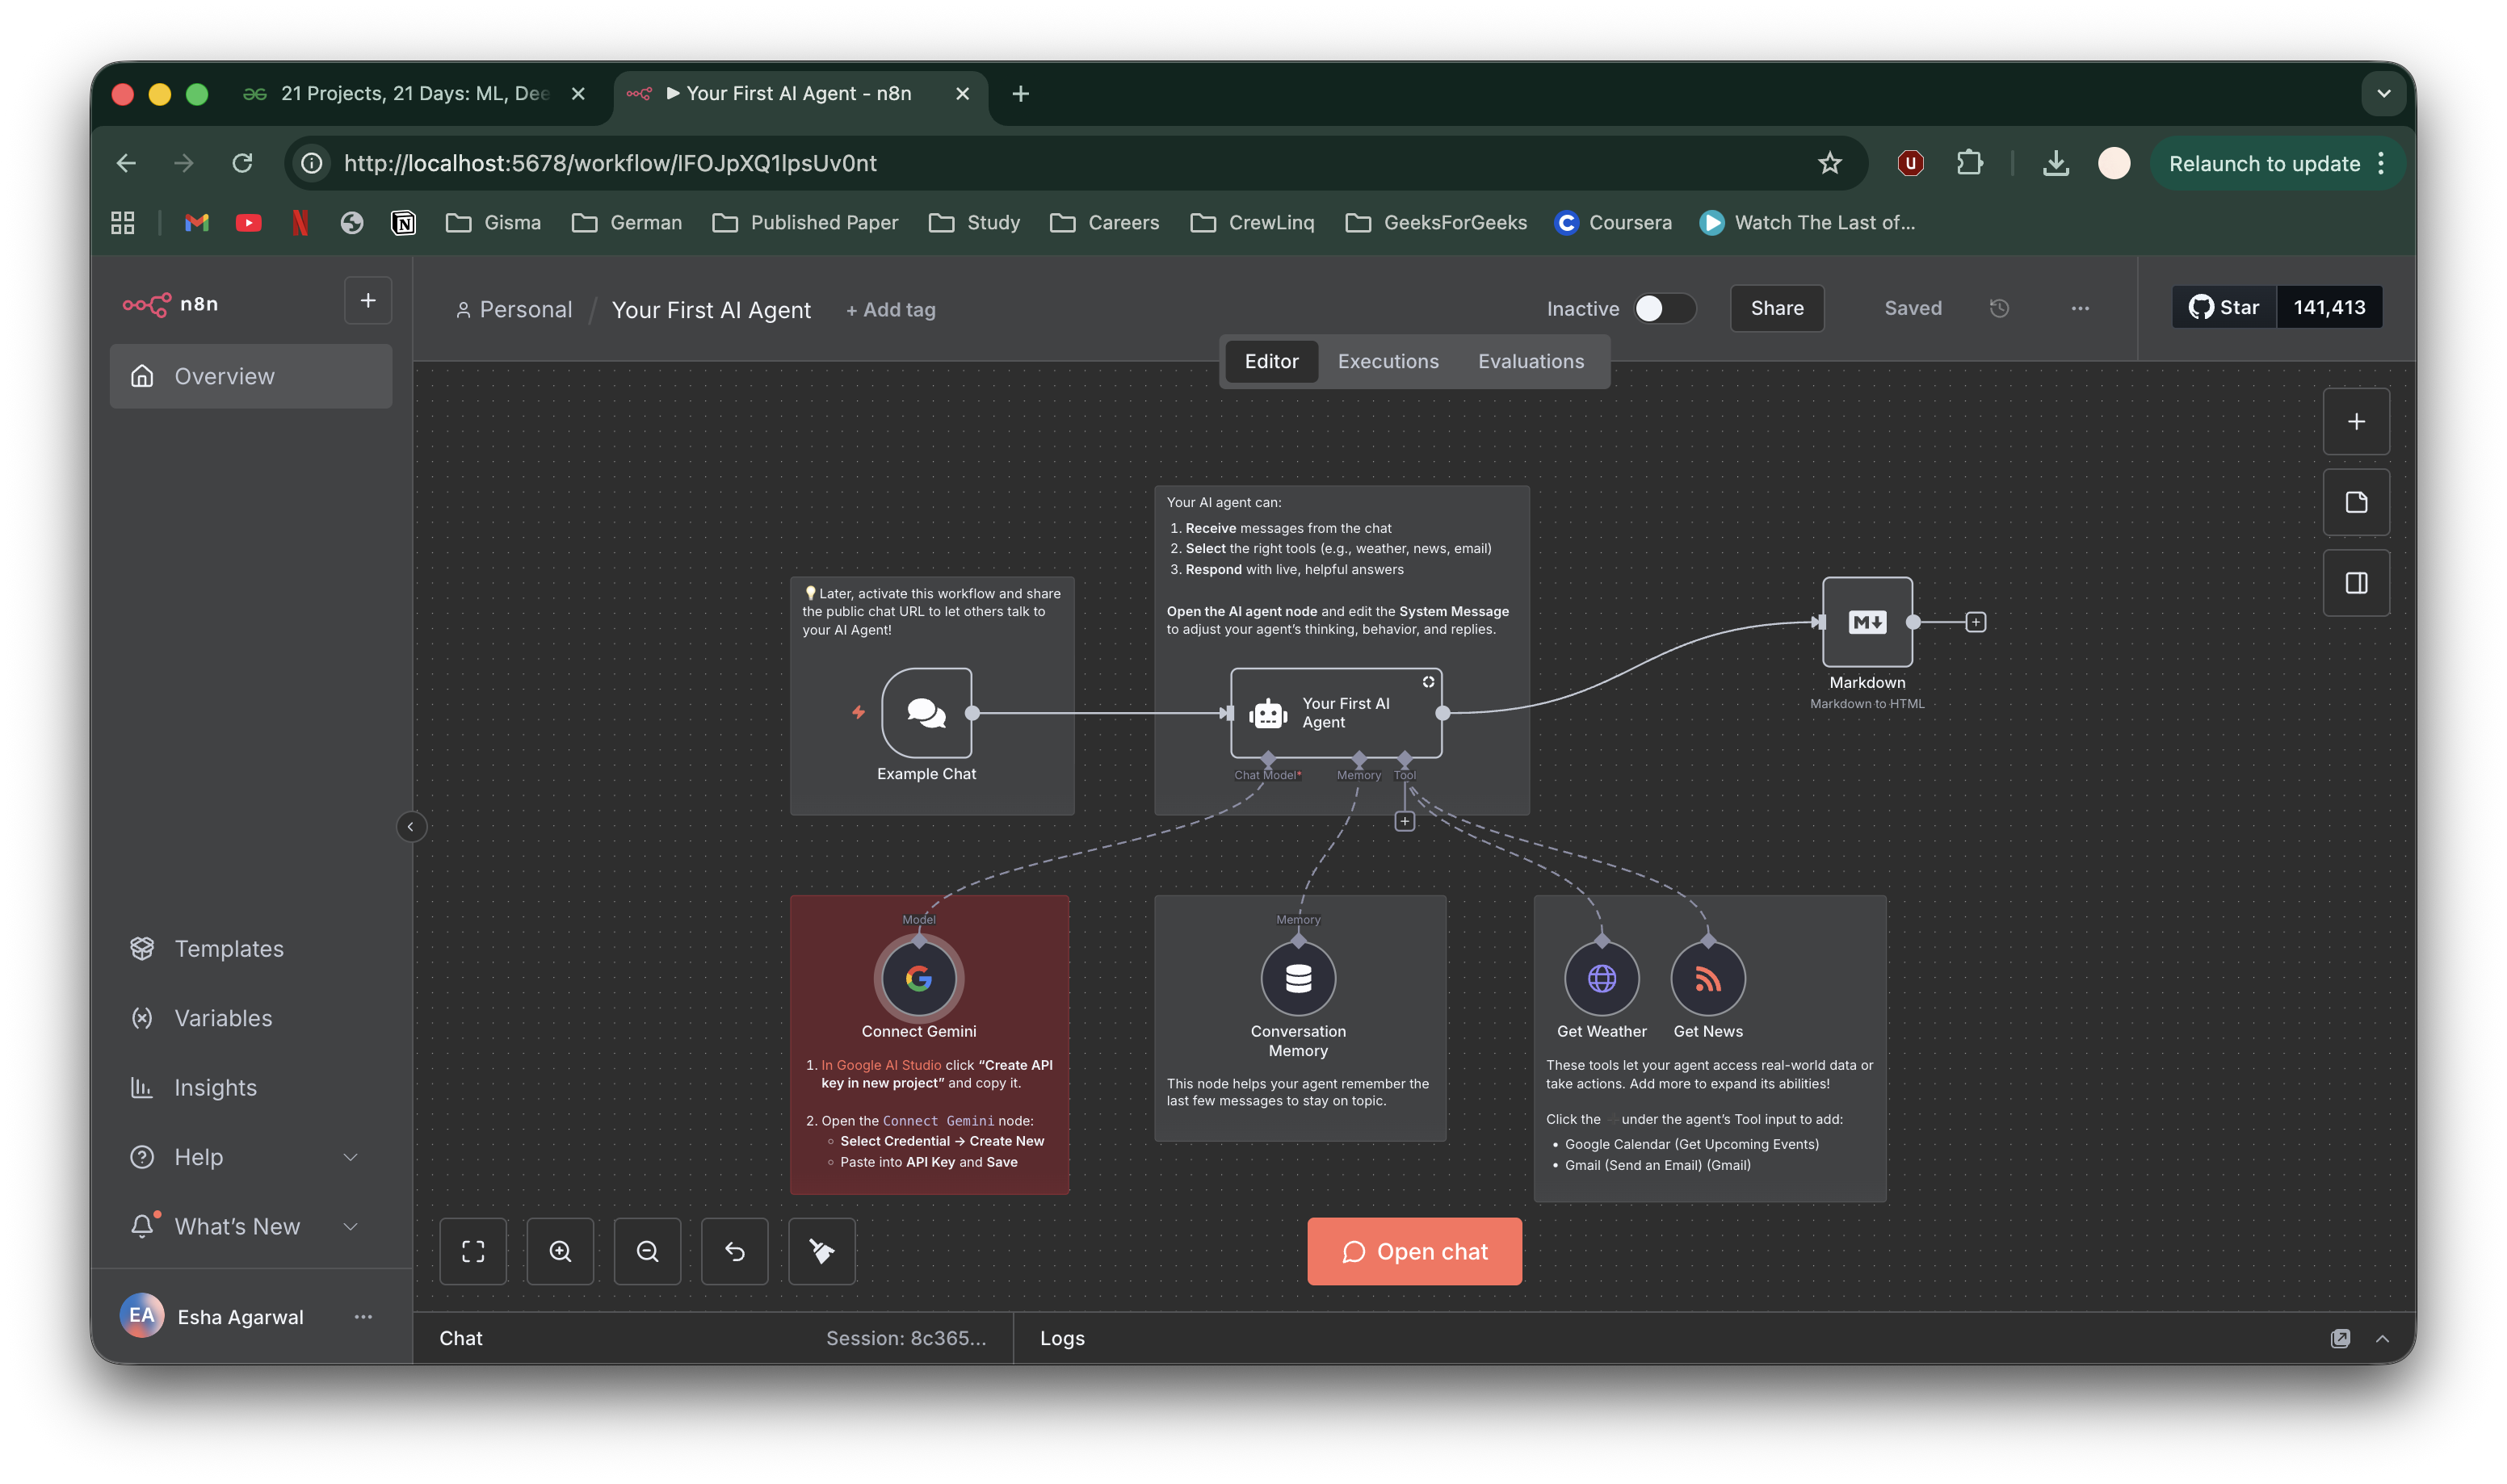 21 Projects, 21 Days: ML, Dee
Your First AI Agent - n8n
http://localhost:5678/workflow/IFOJpXQ1lpsUv0nt
U
Relaunch to update
N
Gisma
German
Published Paper
Study
Careers
CrewLinq
GeeksForGeeks
C
Coursera
Watch The Last of...
n8n
Overview
Personal / Your First AI Agent
+ Add tag
Inactive
Share
Saved
Star 141,413
Editor
Executions
Evaluations
Your AI agent can:
1. Receive messages from the chat
2. Select the right tools (e.g., weather, news, email)
3. Respond with live, helpful answers
Open the AI agent node and edit the System Message
to adjust your agent's thinking, behavior, and replies.
💡Later, activate this workflow and share
the public chat URL to let others talk to
your AI Agent!
Example Chat
Your First AI
Agent
Chat Model*
Memory
Tool
M
Markdown
Markdown to HTML
Model
Connect Gemini
1. In Google AI Studio click “Create API
key in new project” and copy it.
2. Open the Connect Gemini node:
◦ Select Credential → Create New
◦ Paste into API Key and Save
Memory
Conversation
Memory
This node helps your agent remember the
last few messages to stay on topic.
Get Weather
Get News
These tools let your agent access real-world data or
take actions. Add more to expand its abilities!
Click the under the agent's Tool input to add:
• Google Calendar (Get Upcoming Events)
• Gmail (Send an Email) (Gmail)
Templates
Variables
Insights
Help
What's New
EA
Esha Agarwal
Open chat
Chat
Session: 8c365...
Logs